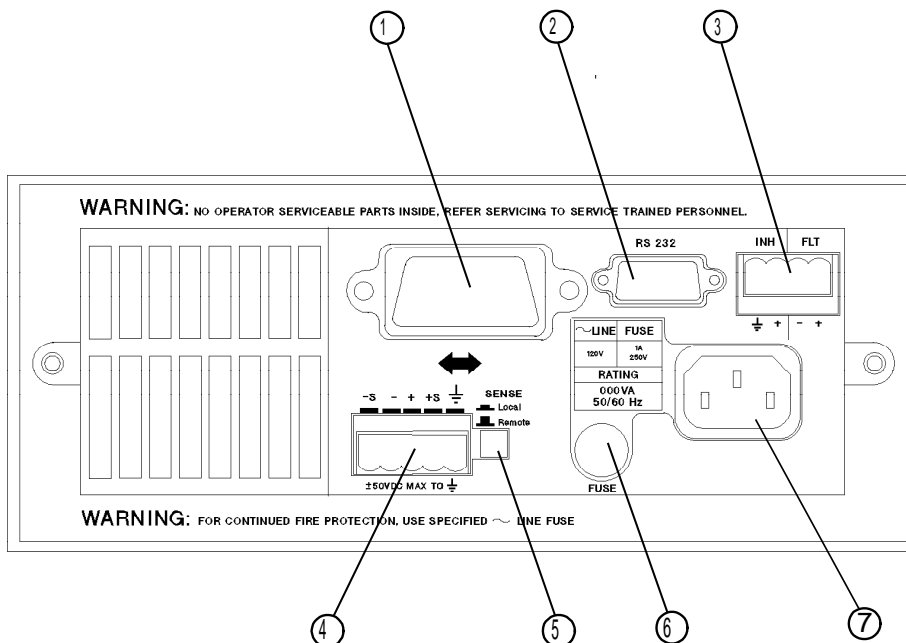 1 2 3
WARNING: NO OPERATOR SERVICEABLE PARTS INSIDE, REFER SERVICING TO SERVICE TRAINED PERSONNEL.
RS 232
INH FLT
⏚ + - +
~LINE FUSE
120V 1A 250V
RATING
000VA
50/60 Hz
-S - + +S ⏚
SENSE
Local
Remote
±50VDC MAX TO ⏚
FUSE
WARNING: FOR CONTINUED FIRE PROTECTION, USE SPECIFIED ~ LINE FUSE
4 5 6 7